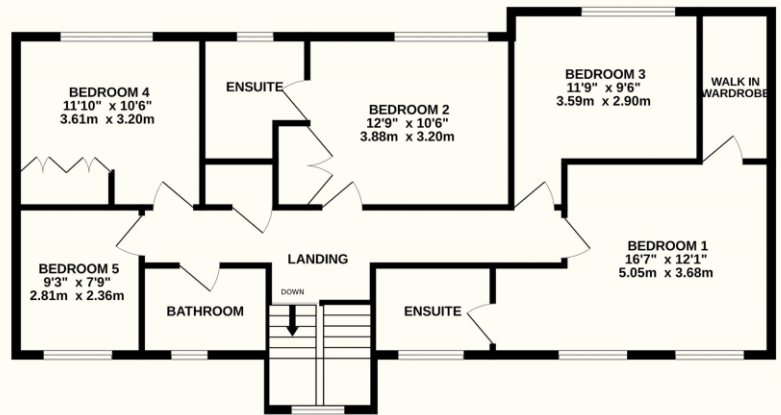 BEDROOM 4
11'10" x 10'6"
3.61m x 3.20m
ENSUITE
BEDROOM 2
12'9" x 10'6"
3.88m x 3.20m
BEDROOM 3
11'9" x 9'6"
3.59m x 2.90m
WALK IN
WARDROBE
BEDROOM 5
9'3" x 7'9"
2.81m x 2.36m
BATHROOM
LANDING
DOWN
ENSUITE
BEDROOM 1
16'7" x 12'1"
5.05m x 3.68m